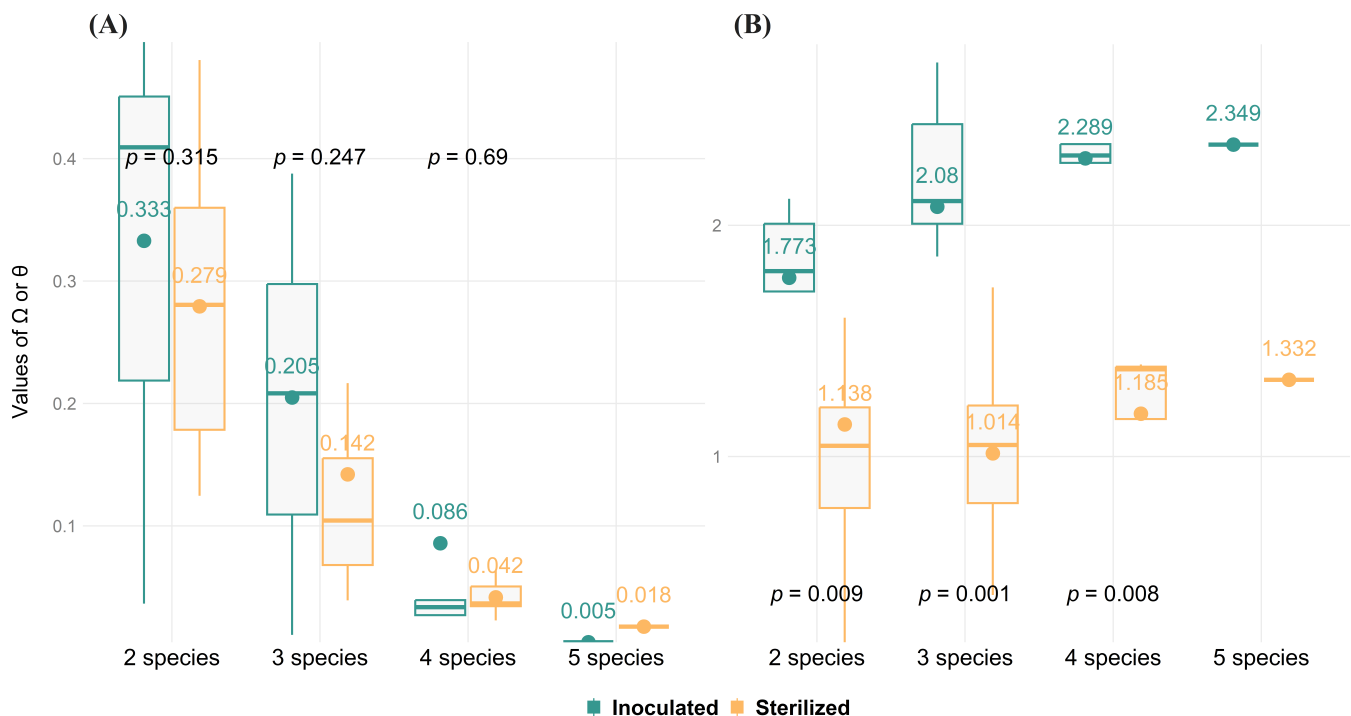 (A)
(B)
Values of Ω or θ
0.4
0.3
0.2
0.1
p = 0.315
p = 0.247
p = 0.69
0.333
0.279
0.205
0.142
0.086
0.042
0.005
0.018
2 species
3 species
4 species
5 species
2
1
1.773
2.08
2.289
2.349
1.138
1.014
1.185
1.332
p = 0.009
p = 0.001
p = 0.008
2 species
3 species
4 species
5 species
Inoculated
Sterilized